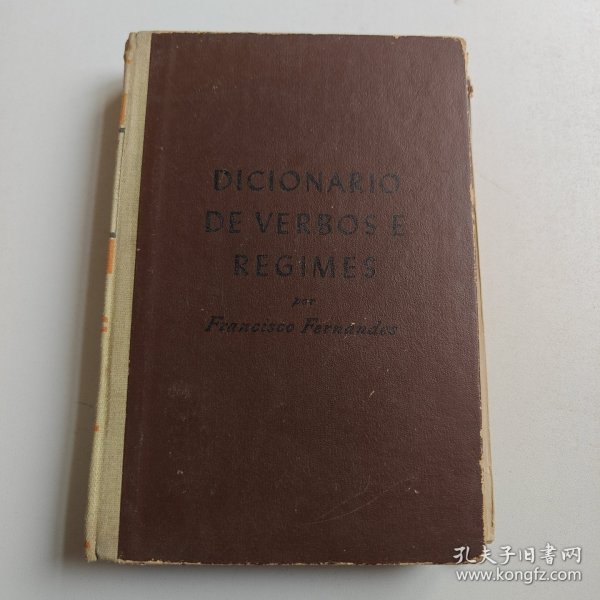 DICIONARIO
DE VERBOS E
REGIMES
por
Francisco Fernandes
孔夫子旧书网
www.kongfz.com